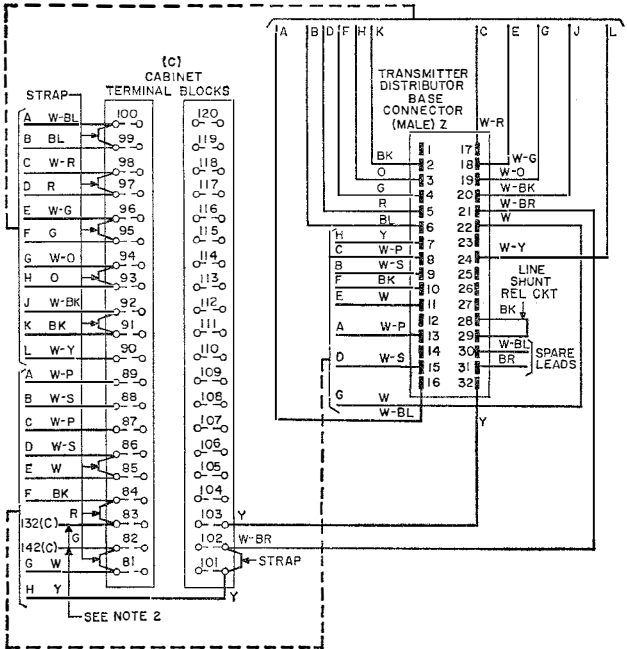 A B D F H K C E G J L
(C)
CABINET
TERMINAL BLOCKS
STRAP
A W-BL 100 120
B BL 99 119
C W-R 98 118
D R 97 117
E W-G 96 116
F G 95 115
G W-O 94 114
H O 93 113
J W-BK 92 112
K BK 91 111
L W-Y 90 110
A W-P 89 109
B W-S 88 108
C W-P 87 107
D W-S 86 106
E W 85 105
F BK 84 104
132(C) R 83 103 Y
142(C) G 82 102 W-BR
G W 81 101 STRAP
H Y Y
SEE NOTE 2
TRANSMITTER
DISTRIBUTOR
BASE
CONNECTOR
(MALE) Z
W-R
1 17
BK 2 18 W-G
O 3 19 W-O
G 4 20 W-BK
R 5 21 W-BR
BL 6 22 W
H Y 7 23
C W-P 8 24 W-Y
B W-S 9 25
F BK 10 26
E W 11 27
LINE
SHUNT
REL CKT
12 28 BK
A W-P 13 29
14 30 W-BL
D W-S 15 31 BR
SPARE
LEADS
16 32
G W
W-BL
Y